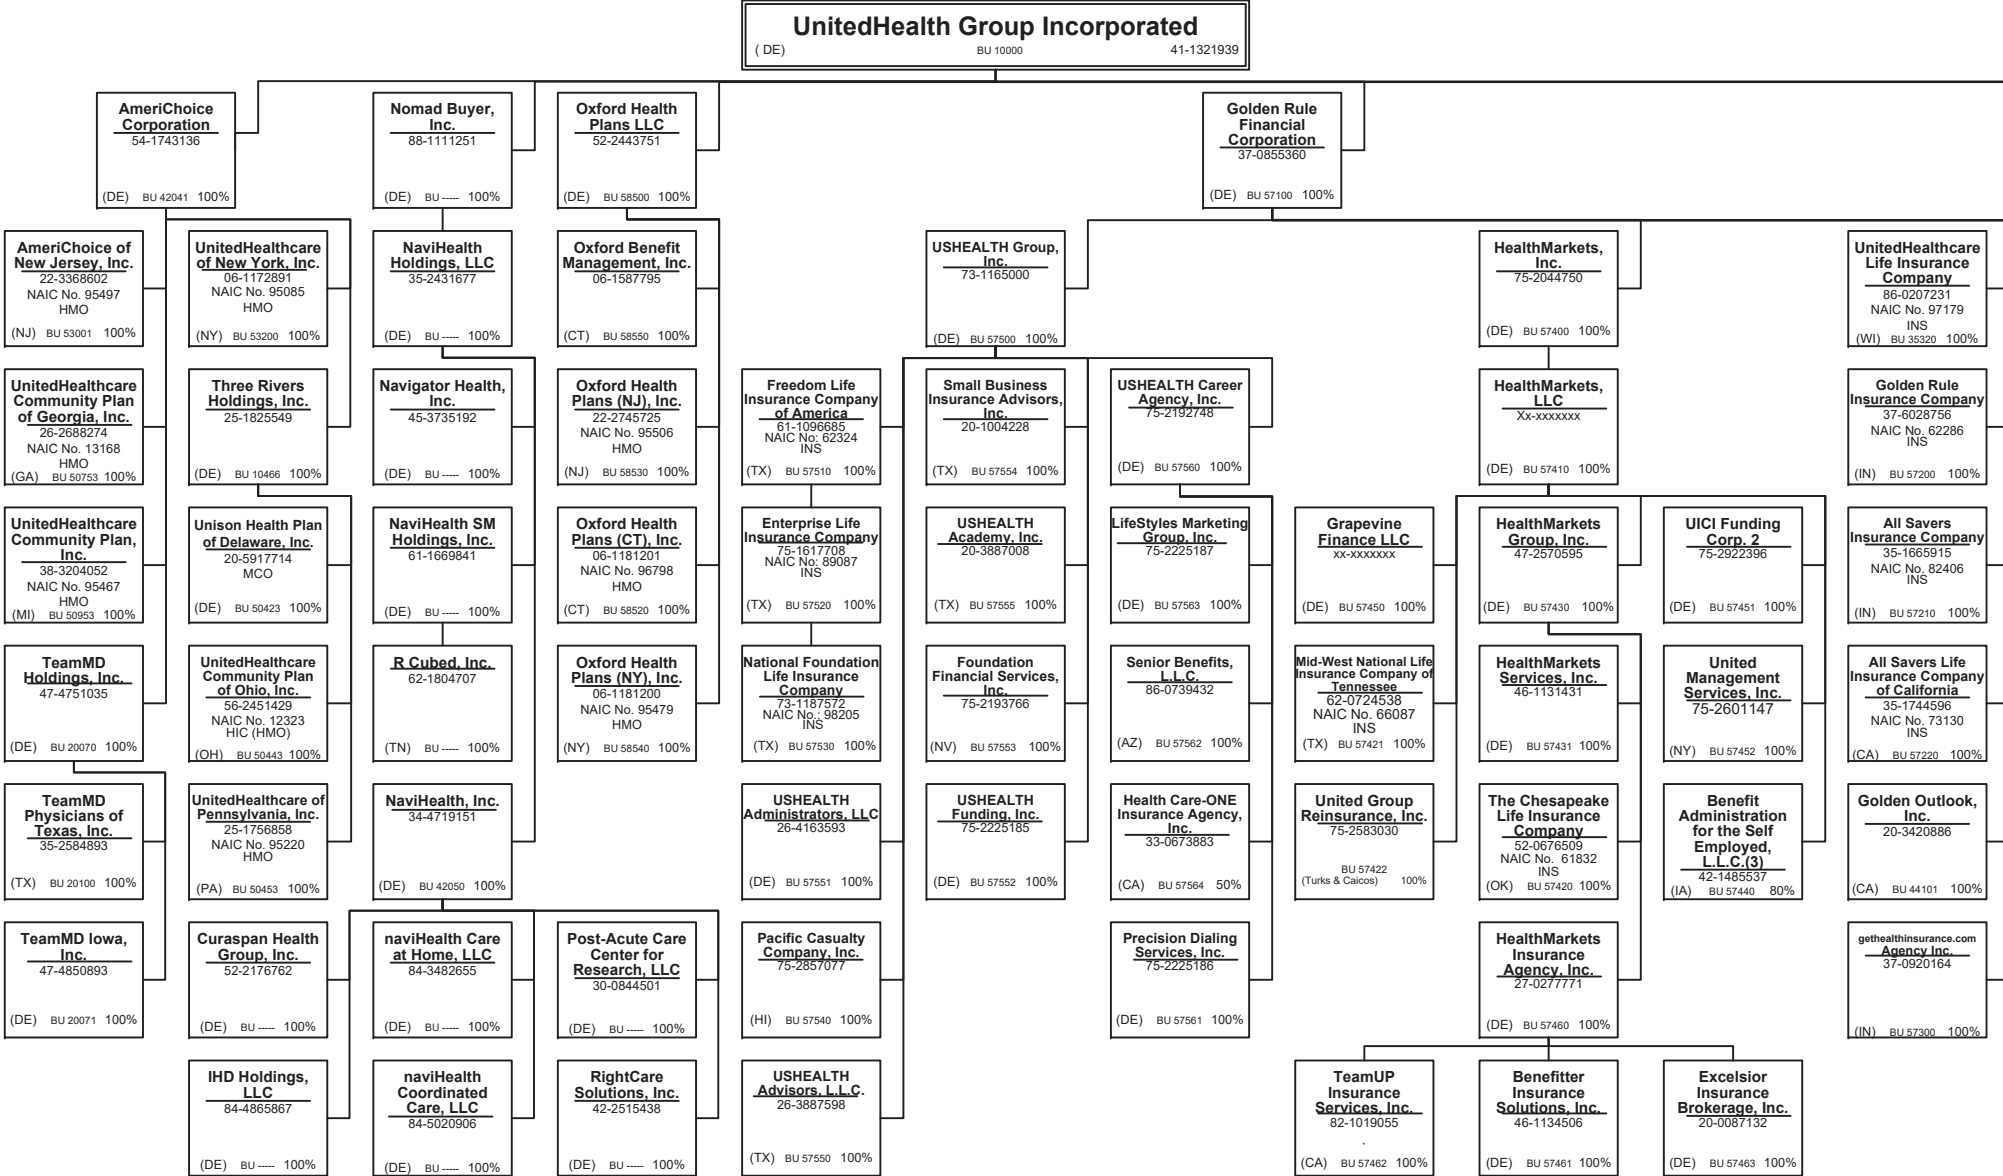 UnitedHealth Group Incorporated
( DE) BU 10000 41-1321939
AmeriChoice
Corporation
54-1743136
(DE) BU 42041 100%
Nomad Buyer,
Inc.
88-1111251
(DE) BU ----- 100%
Oxford Health
Plans LLC
52-2443751
(DE) BU 58500 100%
Golden Rule
Financial
Corporation
37-0855360
(DE) BU 57100 100%
AmeriChoice of
New Jersey, Inc.
22-3368602
NAIC No. 95497
HMO
(NJ) BU 53001 100%
UnitedHealthcare
of New York, Inc.
06-1172891
NAIC No. 95085
HMO
(NY) BU 53200 100%
NaviHealth
Holdings, LLC
35-2431677
(DE) BU ----- 100%
Oxford Benefit
Management, Inc.
06-1587795
(CT) BU 58550 100%
USHEALTH Group,
Inc.
73-1165000
(DE) BU 57500 100%
HealthMarkets,
Inc.
75-2044750
(DE) BU 57400 100%
UnitedHealthcare
Life Insurance
Company
86-0207231
NAIC No. 97179
INS
(WI) BU 35320 100%
UnitedHealthcare
Community Plan
of Georgia, Inc.
26-2688274
NAIC No. 13168
HMO
(GA) BU 50753 100%
Three Rivers
Holdings, Inc.
25-1825549
(DE) BU 10466 100%
Navigator Health,
Inc.
45-3735192
(DE) BU ----- 100%
Oxford Health
Plans (NJ), Inc.
22-2745725
NAIC No. 95506
HMO
(NJ) BU 58530 100%
Freedom Life
Insurance Company
of America
61-1096685
NAIC No: 62324
INS
(TX) BU 57510 100%
Small Business
Insurance Advisors,
Inc.
20-1004228
(TX) BU 57554 100%
USHEALTH Career
Agency, Inc.
75-2192748
(DE) BU 57560 100%
HealthMarkets,
LLC
Xx-xxxxxxx
(DE) BU 57410 100%
Golden Rule
Insurance Company
37-6028756
NAIC No. 62286
INS
(IN) BU 57200 100%
UnitedHealthcare
Community Plan,
Inc.
38-3204052
NAIC No. 95467
HMO
(MI) BU 50953 100%
Unison Health Plan
of Delaware, Inc.
20-5917714
MCO
(DE) BU 50423 100%
NaviHealth SM
Holdings, Inc.
61-1669841
(DE) BU ----- 100%
Oxford Health
Plans (CT), Inc.
06-1181201
NAIC No. 96798
HMO
(CT) BU 58520 100%
Enterprise Life
Insurance Company
75-1617708
NAIC No: 89087
INS
(TX) BU 57520 100%
USHEALTH
Academy, Inc.
20-3887008
(TX) BU 57555 100%
LifeStyles Marketing
Group, Inc.
75-2225187
(DE) BU 57563 100%
Grapevine
Finance LLC
xx-xxxxxxx
(DE) BU 57450 100%
HealthMarkets
Group, Inc.
47-2570595
(DE) BU 57430 100%
UICI Funding
Corp. 2
75-2922396
(DE) BU 57451 100%
All Savers
Insurance Company
35-1665915
NAIC No. 82406
INS
(IN) BU 57210 100%
TeamMD
Holdings, Inc.
47-4751035
(DE) BU 20070 100%
UnitedHealthcare
Community Plan
of Ohio, Inc.
56-2451429
NAIC No. 12323
HIC (HMO)
(OH) BU 50443 100%
R Cubed, Inc.
62-1804707
(TN) BU ----- 100%
Oxford Health
Plans (NY), Inc.
06-1181200
NAIC No. 95479
HMO
(NY) BU 58540 100%
National Foundation
Life Insurance
Company
73-1187572
NAIC No.: 98205
INS
(TX) BU 57530 100%
Foundation
Financial Services,
Inc.
75-2193766
(NV) BU 57553 100%
Senior Benefits,
L.L.C.
86-0739432
(AZ) BU 57562 100%
Mid-West National Life
Insurance Company of
Tennessee
62-0724538
NAIC No. 66087
INS
(TX) BU 57421 100%
HealthMarkets
Services, Inc.
46-1131431
(DE) BU 57431 100%
United
Management
Services, Inc.
75-2601147
(NY) BU 57452 100%
All Savers Life
Insurance Company
of California
35-1744596
NAIC No. 73130
INS
(CA) BU 57220 100%
TeamMD
Physicians of
Texas, Inc.
35-2584893
(TX) BU 20100 100%
UnitedHealthcare of
Pennsylvania, Inc.
25-1756858
NAIC No. 95220
HMO
(PA) BU 50453 100%
NaviHealth, Inc.
34-4719151
(DE) BU 42050 100%
USHEALTH
Administrators, LLC
26-4163593
(DE) BU 57551 100%
USHEALTH
Funding, Inc.
75-2225185
(DE) BU 57552 100%
Health Care-ONE
Insurance Agency,
Inc.
33-0673883
(CA) BU 57564 50%
United Group
Reinsurance, Inc.
75-2583030
BU 57422
(Turks & Caicos) 100%
The Chesapeake
Life Insurance
Company
52-0676509
NAIC No. 61832
INS
(OK) BU 57420 100%
Benefit
Administration
for the Self
Employed,
L.L.C.(3)
42-1485537
(IA) BU 57440 80%
Golden Outlook,
Inc.
20-3420886
(CA) BU 44101 100%
TeamMD Iowa,
Inc.
47-4850893
(DE) BU 20071 100%
Curaspan Health
Group, Inc.
52-2176762
(DE) BU ----- 100%
naviHealth Care
at Home, LLC
84-3482655
(DE) BU ----- 100%
Post-Acute Care
Center for
Research, LLC
30-0844501
(DE) BU ----- 100%
Pacific Casualty
Company, Inc.
75-2857077
(HI) BU 57540 100%
Precision Dialing
Services, Inc.
75-2225186
(DE) BU 57561 100%
HealthMarkets
Insurance
Agency, Inc.
27-0277771
(DE) BU 57460 100%
gethealthinsurance.com
Agency Inc.
37-0920164
(IN) BU 57300 100%
IHD Holdings,
LLC
84-4865867
(DE) BU ----- 100%
naviHealth
Coordinated
Care, LLC
84-5020906
(DE) BU ----- 100%
RightCare
Solutions, Inc.
42-2515438
(DE) BU ----- 100%
USHEALTH
Advisors, L.L.C.
26-3887598
(TX) BU 57550 100%
TeamUP
Insurance
Services, Inc.
82-1019055
`
(CA) BU 57462 100%
Benefitter
Insurance
Solutions, Inc.
46-1134506
(DE) BU 57461 100%
Excelsior
Insurance
Brokerage, Inc.
20-0087132
(DE) BU 57463 100%